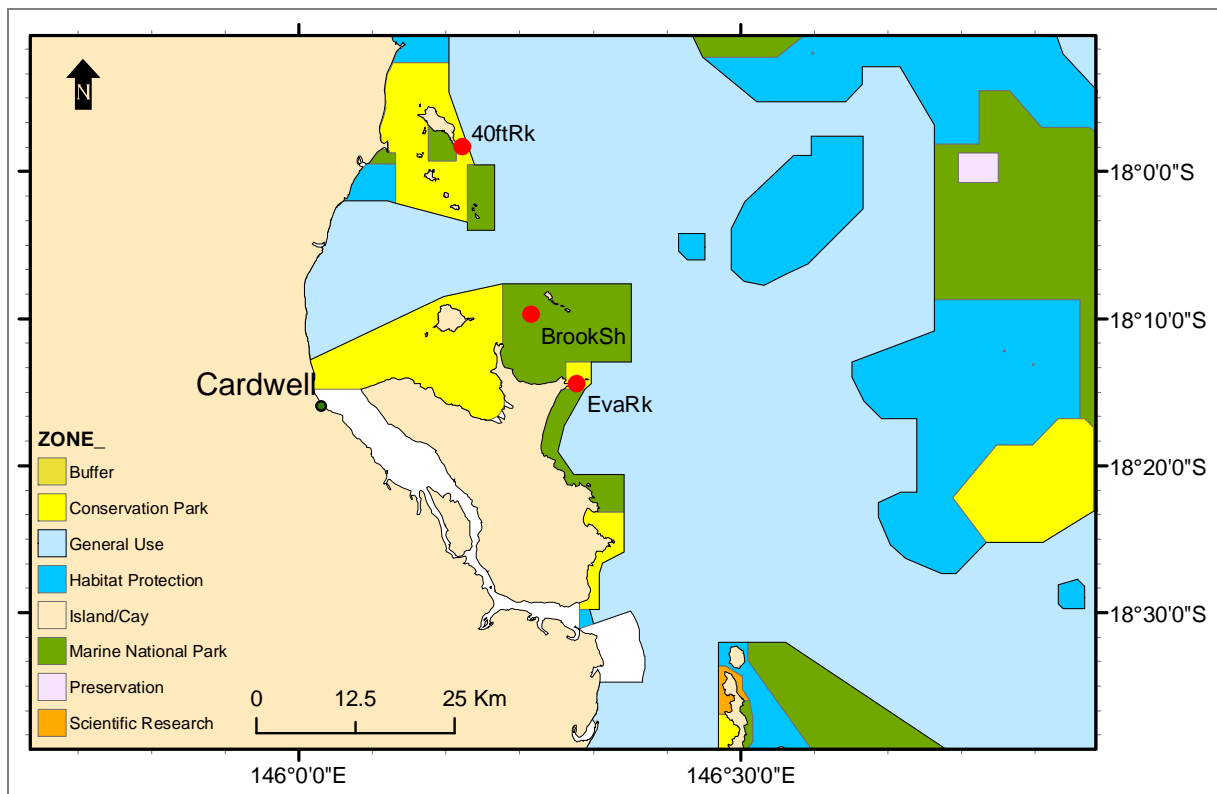 N
40ftRk
18°0'0"S
18°10'0"S
BrookSh
EvaRk
Cardwell
ZONE_
Buffer
Conservation Park
General Use
Habitat Protection
Island/Cay
Marine National Park
Preservation
Scientific Research
18°20'0"S
18°30'0"S
0 12.5 25 Km
146°0'0"E 146°30'0"E